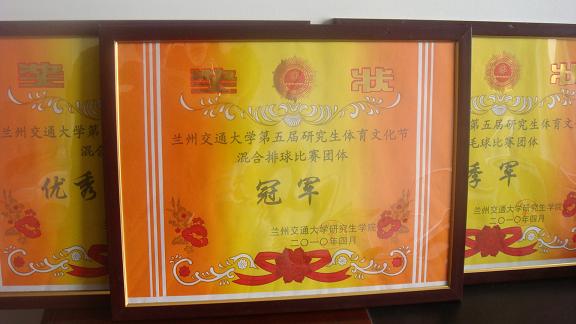 奖
兰州交通大学第
混合
优秀
奖 状
兰州交通大学第五届研究生体育文化节
混合排球比赛团体
冠军
兰州交通大学研究生学院
二〇一〇年四月
状
第五届研究生体育文化节
毛球比赛团体
季军
兰州交通大学研究生学院
二〇一〇年四月